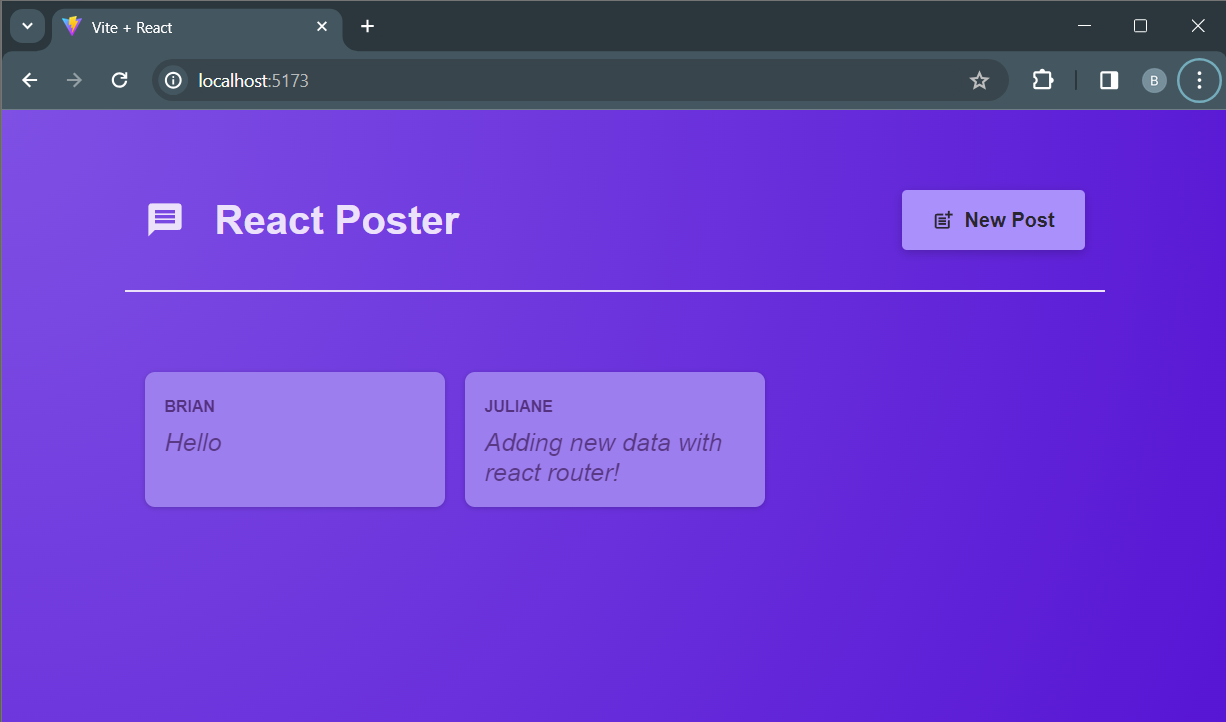 Vite + React
localhost:5173
B
React Poster
New Post
BRIAN
Hello
JULIANE
Adding new data with
react router!